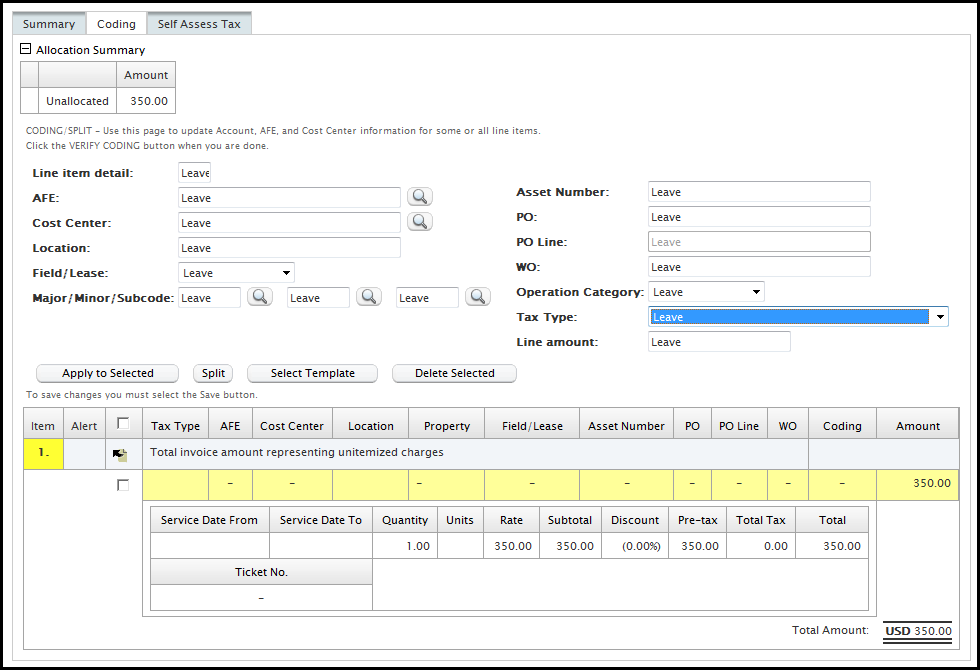 Summary Coding Self Assess Tax
Allocation Summary
Amount
Unallocated 350.00
CODING/SPLIT - Use this page to update Account, AFE, and Cost Center information for some or all line items.
Click the VERIFY CODING button when you are done.
Line item detail: Leave
AFE: Leave
Cost Center: Leave
Location: Leave
Field/Lease: Leave
Major/Minor/Subcode: Leave Leave Leave
Asset Number: Leave
PO: Leave
PO Line: Leave
WO: Leave
Operation Category: Leave
Tax Type: Leave
Line amount: Leave
Apply to Selected Split Select Template Delete Selected
To save changes you must select the Save button.
Item Alert Tax Type AFE Cost Center Location Property Field/Lease Asset Number PO PO Line WO Coding Amount
1. Total invoice amount representing unitemized charges
- - - - - - - - - 350.00
Service Date From Service Date To Quantity Units Rate Subtotal Discount Pre-tax Total Tax Total
1.00 350.00 350.00 (0.00%) 350.00 0.00 350.00
Ticket No.
-
Total Amount: USD 350.00